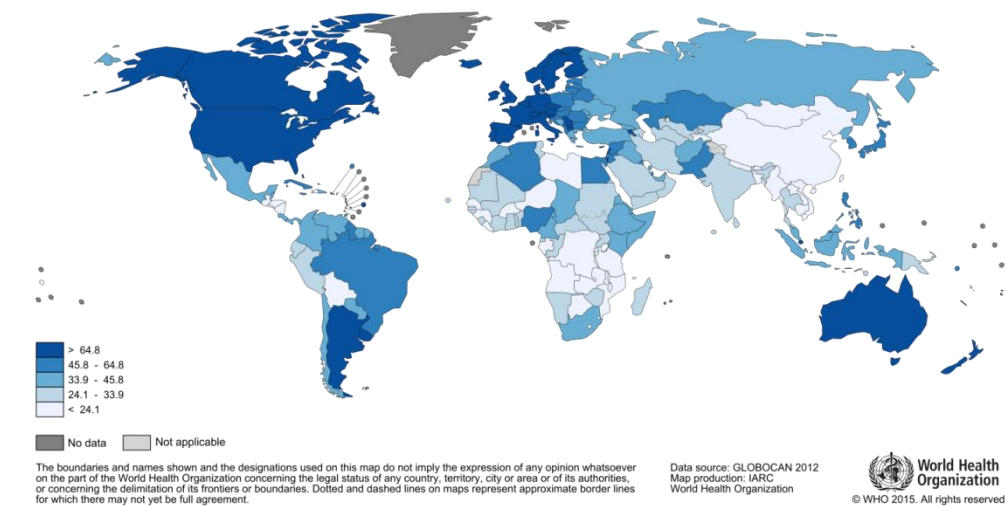 > 64.8
45.8 - 64.8
33.9 - 45.8
24.1 - 33.9
< 24.1
No data
Not applicable
The boundaries and names shown and the designations used on this map do not imply the expression of any opinion whatsoever
on the part of the World Health Organization concerning the legal status of any country, territory, city or area or of its authorities,
or concerning the delimitation of its frontiers or boundaries. Dotted and dashed lines on maps represent approximate border lines
for which there may not yet be full agreement.
Data source: GLOBOCAN 2012
Map production: IARC
World Health Organization
World Health
Organization
© WHO 2015. All rights reserved